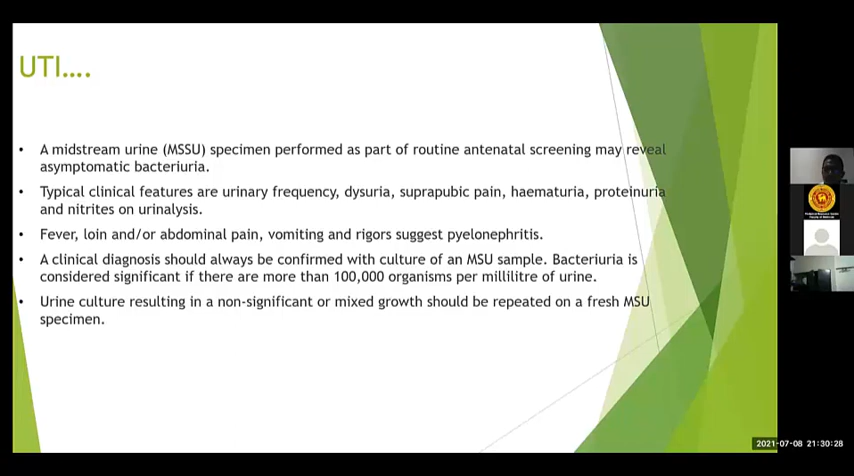 UTI....
• A midstream urine (MSSU) specimen performed as part of routine antenatal screening may reveal
asymptomatic bacteriuria.
• Typical clinical features are urinary frequency, dysuria, suprapubic pain, haematuria, proteinuria
and nitrites on urinalysis.
• Fever, loin and/or abdominal pain, vomiting and rigors suggest pyelonephritis.
• A clinical diagnosis should always be confirmed with culture of an MSU sample. Bacteriuria is
considered significant if there are more than 100,000 organisms per millilitre of urine.
• Urine culture resulting in a non-significant or mixed growth should be repeated on a fresh MSU
specimen.
2021-07-08 21:30:28